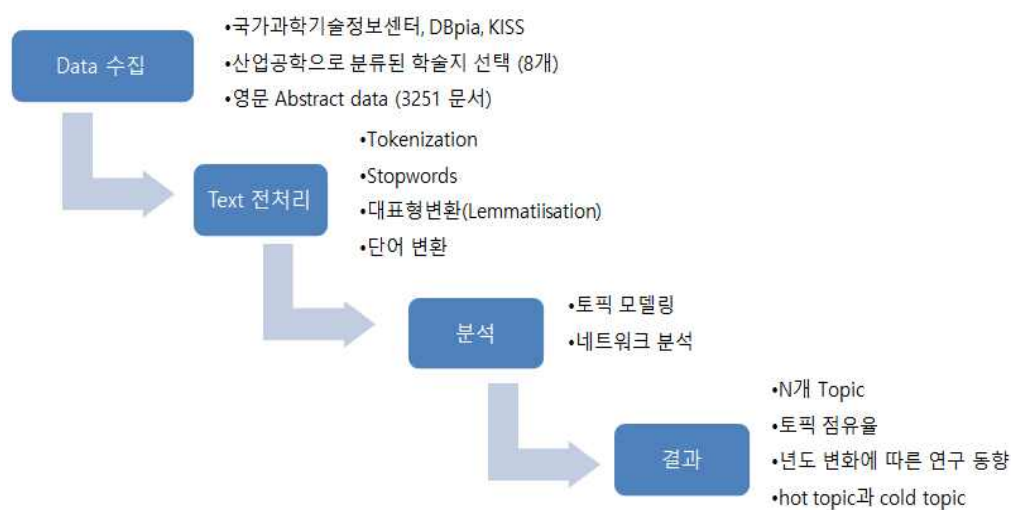 Data 수집
•국가과학기술정보센터, DBpia, KISS
•산업공학으로 분류된 학술지 선택 (8개)
•영문 Abstract data (3251 문서)
Text 전처리
•Tokenization
•Stopwords
•대표형변환(Lemmatiisation)
•단어 변환
분석
•토픽 모델링
•네트워크 분석
결과
•N개 Topic
•토픽 점유율
•년도 변화에 따른 연구 동향
•hot topic과 cold topic